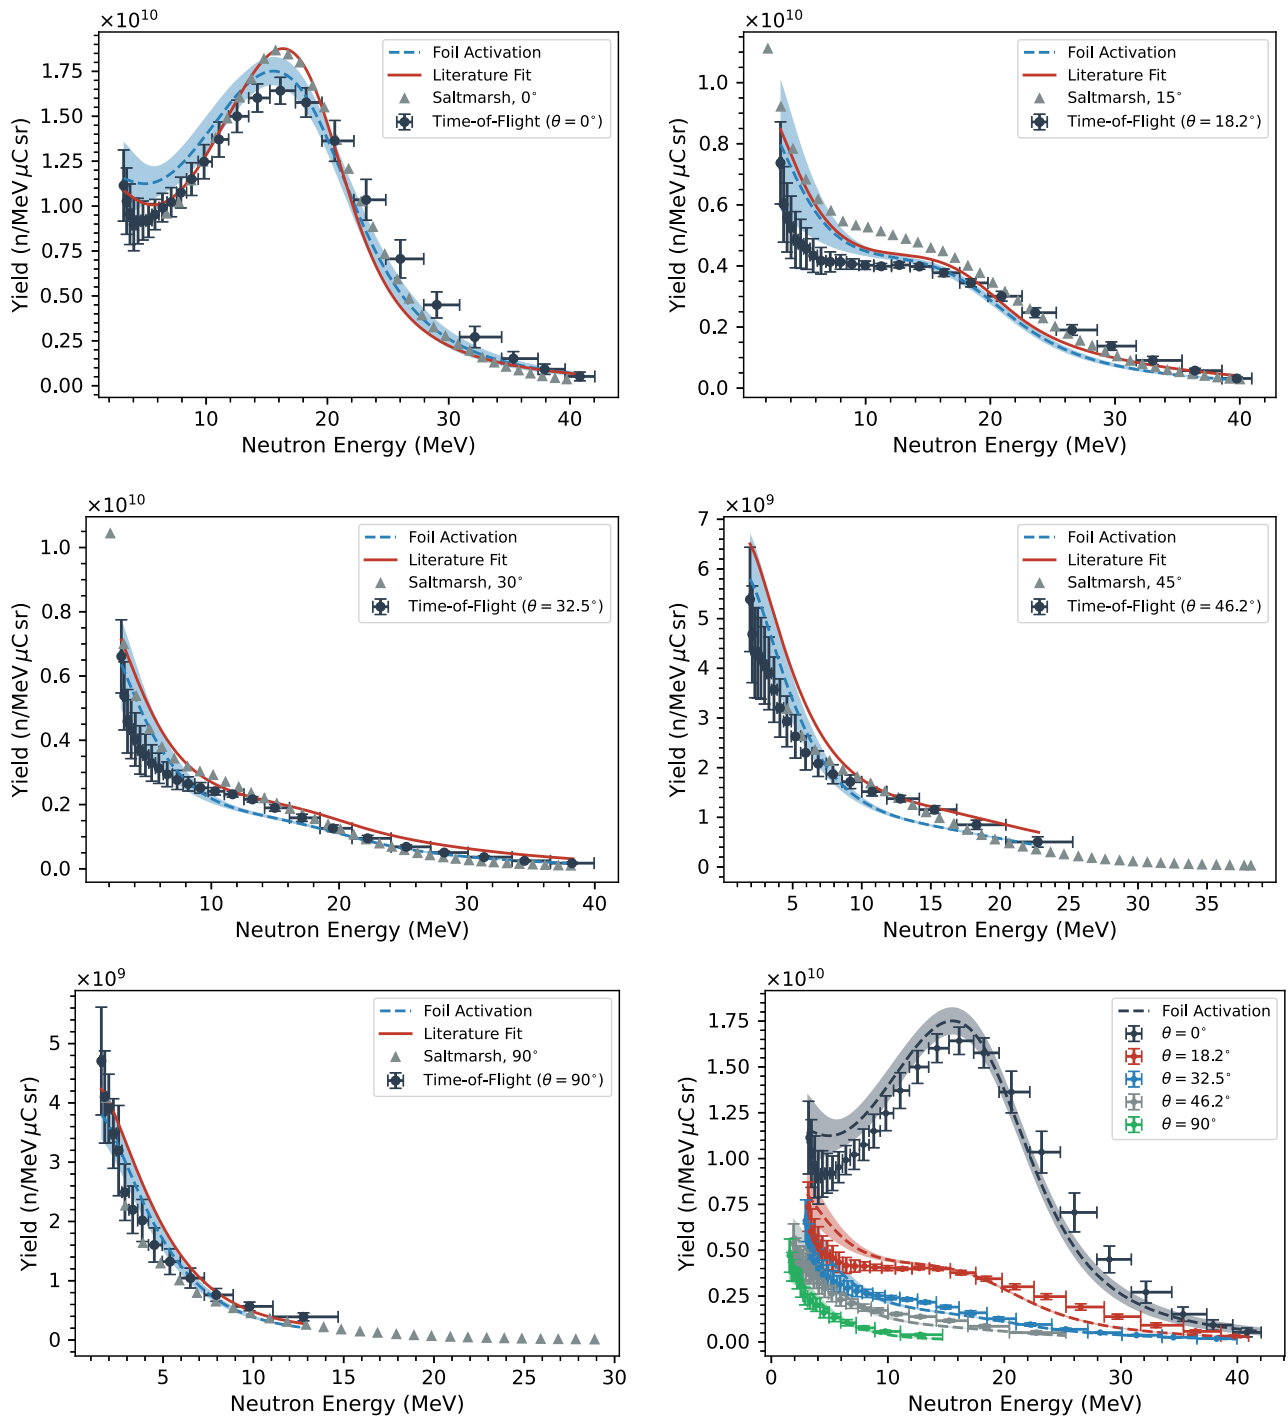 ×10¹⁰
Foil Activation
Literature Fit
Saltmarsh, 0°
Time-of-Flight (θ = 0°)
1.75
1.50
1.25
1.00
0.75
0.50
0.25
0.00
Yield (n/MeV μC sr)
10 20 30 40
Neutron Energy (MeV)
×10¹⁰
Foil Activation
Literature Fit
Saltmarsh, 15°
Time-of-Flight (θ = 18.2°)
1.0
0.8
0.6
0.4
0.2
0.0
Yield (n/MeV μC sr)
10 20 30 40
Neutron Energy (MeV)
×10¹⁰
Foil Activation
Literature Fit
Saltmarsh, 30°
Time-of-Flight (θ = 32.5°)
1.0
0.8
0.6
0.4
0.2
0.0
Yield (n/MeV μC sr)
10 20 30 40
Neutron Energy (MeV)
×10⁹
Foil Activation
Literature Fit
Saltmarsh, 45°
Time-of-Flight (θ = 46.2°)
7
6
5
4
3
2
1
0
Yield (n/MeV μC sr)
5 10 15 20 25 30 35
Neutron Energy (MeV)
×10⁹
Foil Activation
Literature Fit
Saltmarsh, 90°
Time-of-Flight (θ = 90°)
5
4
3
2
1
0
Yield (n/MeV μC sr)
5 10 15 20 25 30
Neutron Energy (MeV)
×10¹⁰
Foil Activation
θ = 0°
θ = 18.2°
θ = 32.5°
θ = 46.2°
θ = 90°
1.75
1.50
1.25
1.00
0.75
0.50
0.25
0.00
Yield (n/MeV μC sr)
0 10 20 30 40
Neutron Energy (MeV)